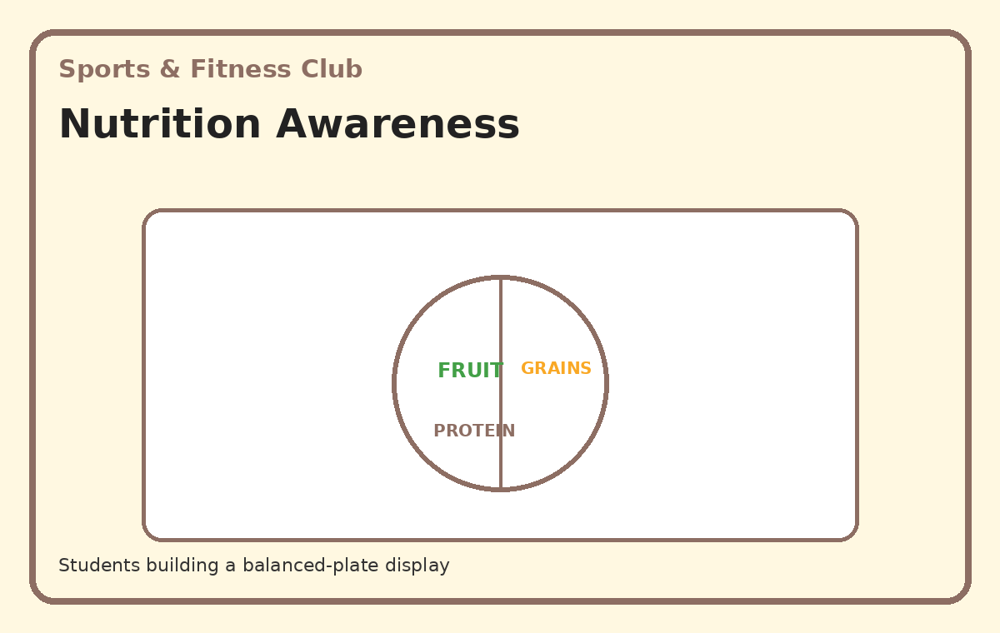 Sports & Fitness Club
Nutrition Awareness
FRUIT
GRAINS
PROTEIN
Students building a balanced-plate display